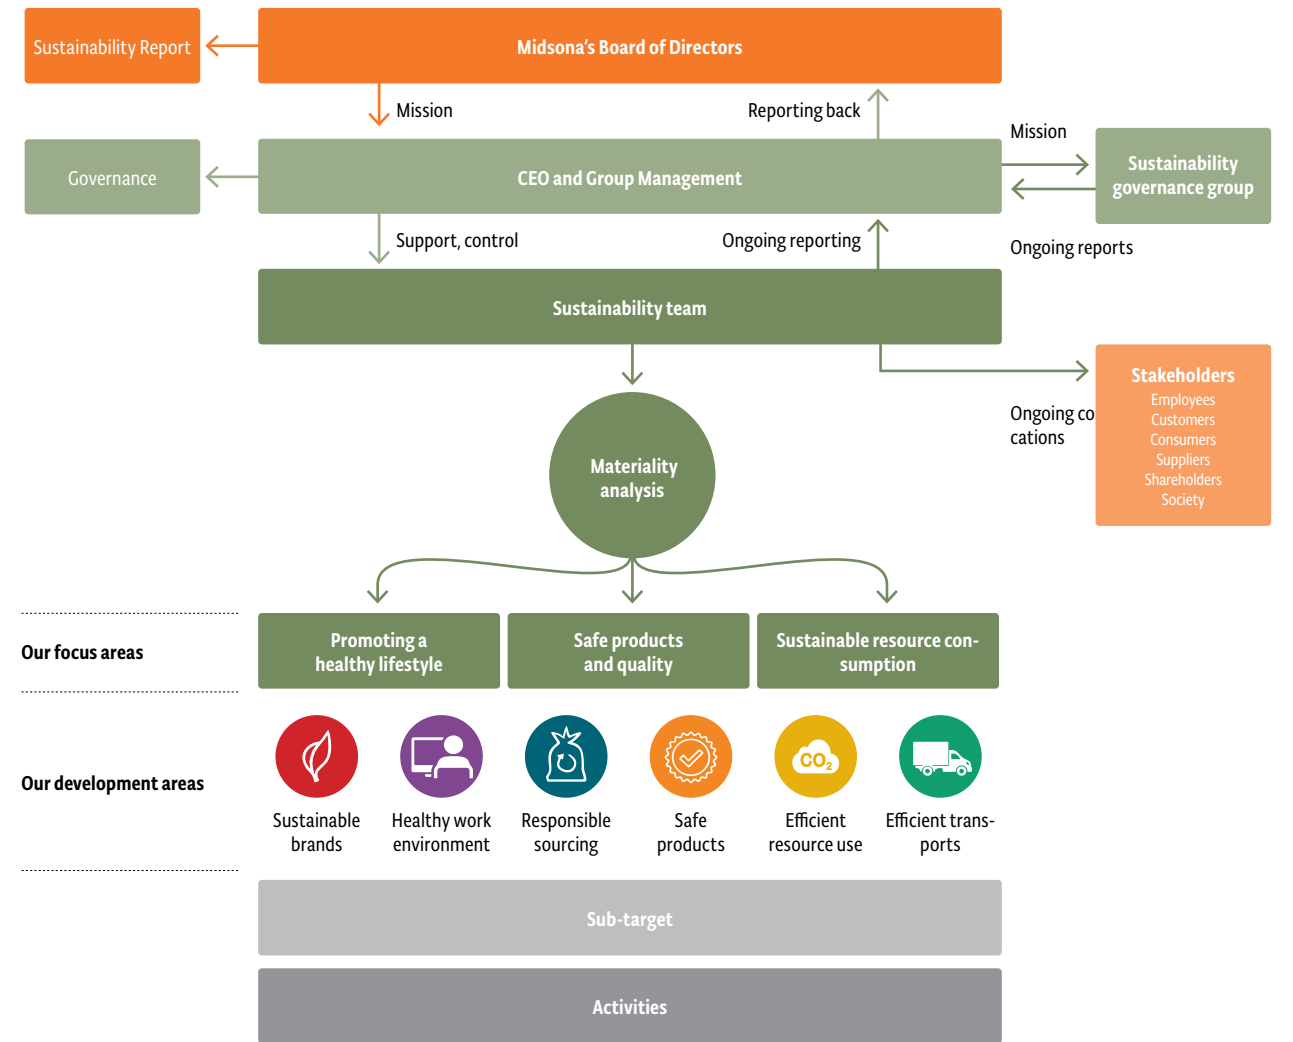 Sustainability Report
Midsona's Board of Directors
Mission
Reporting back
Mission
Governance
CEO and Group Management
Sustainability
governance group
Support, control
Ongoing reporting
Ongoing reports
Sustainability team
Stakeholders
Employees
Customers
Consumers
Suppliers
Shareholders
Society
Ongoing co
cations
Materiality
analysis
Our focus areas
Promoting a
healthy lifestyle
Safe products
and quality
Sustainable resource con-
sumption
Our development areas
CO₂
Sustainable
brands
Healthy work
environment
Responsible
sourcing
Safe
products
Efficient
resource use
Efficient trans-
ports
Sub-target
Activities